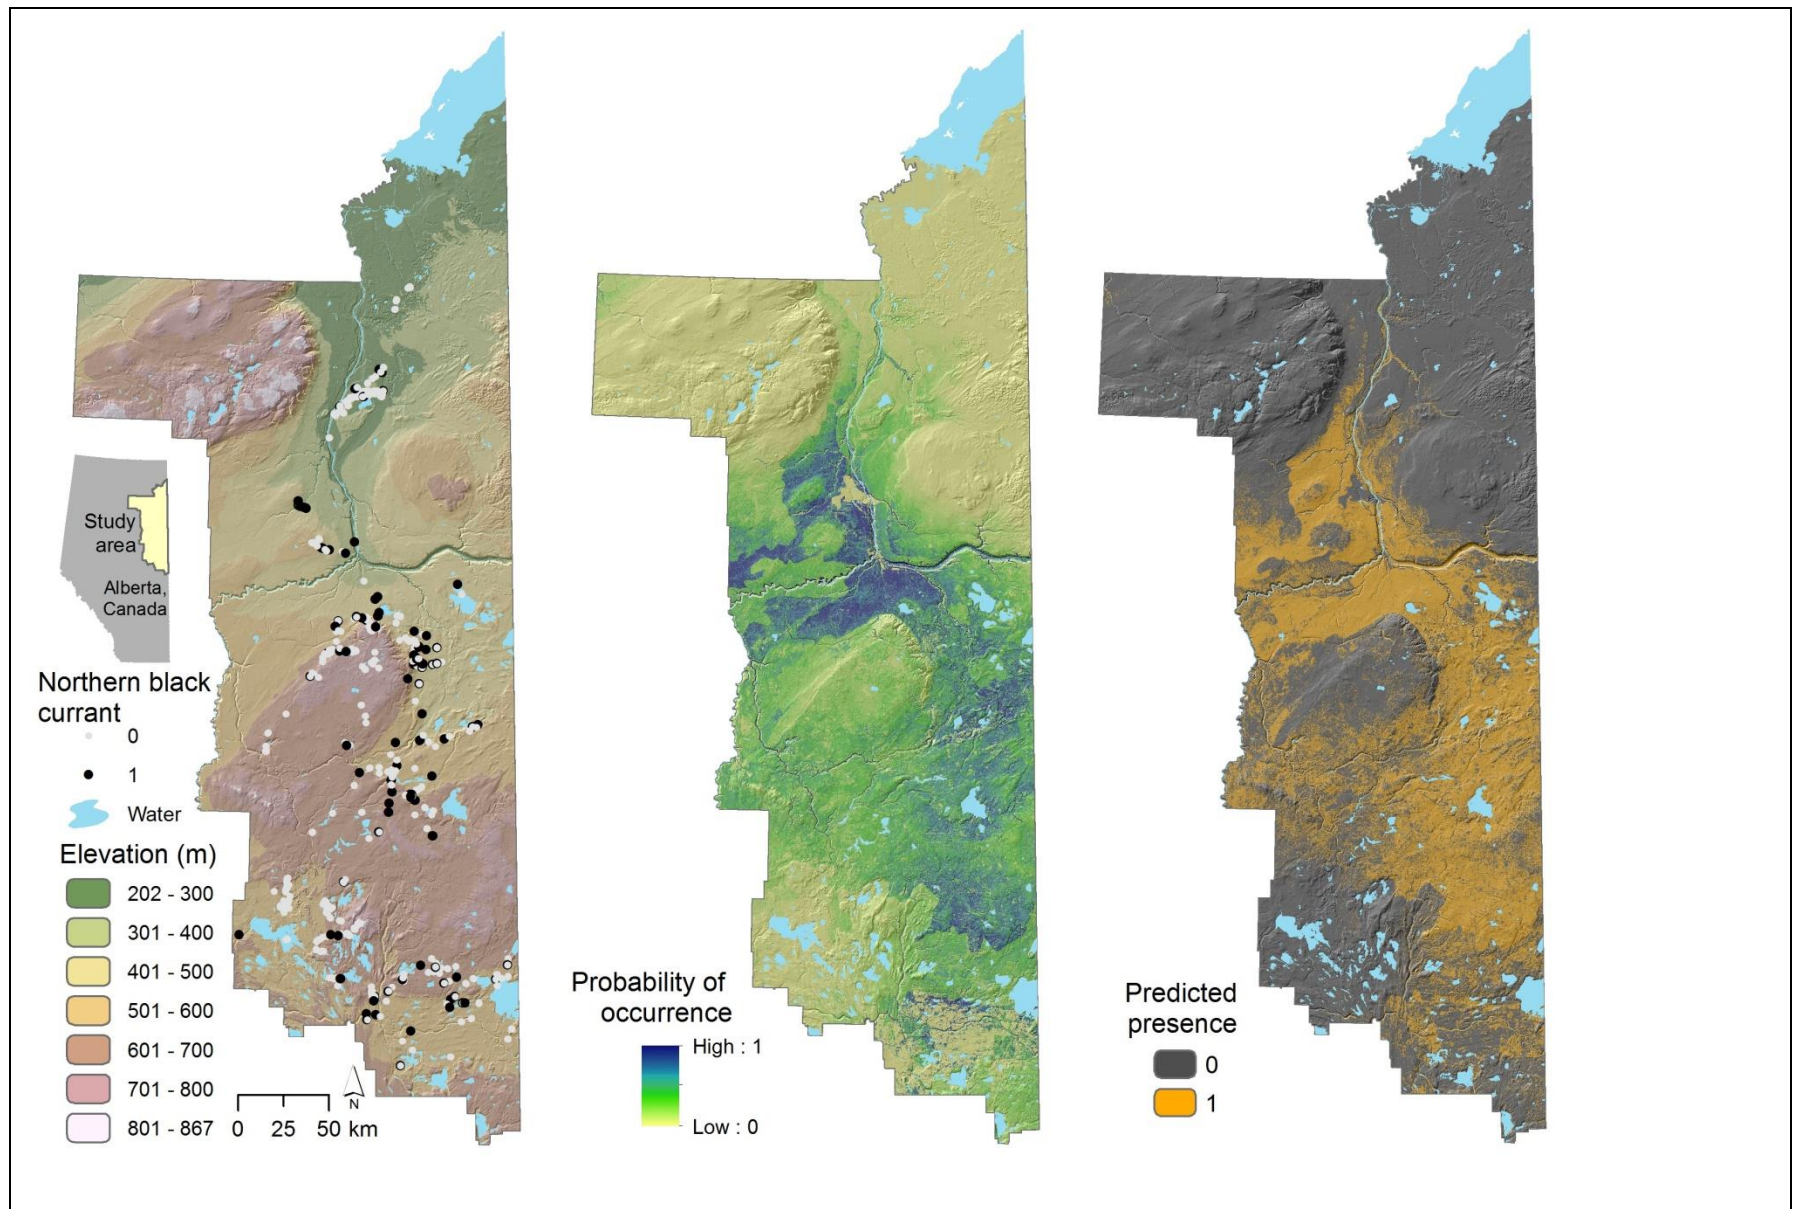 Study
area
Alberta,
Canada
Northern black
currant
0
1
Water
Elevation (m)
202 - 300
301 - 400
401 - 500
501 - 600
601 - 700
701 - 800
801 - 867
N
0 25 50 km
Probability of
occurrence
High : 1
Low : 0
Predicted
presence
0
1